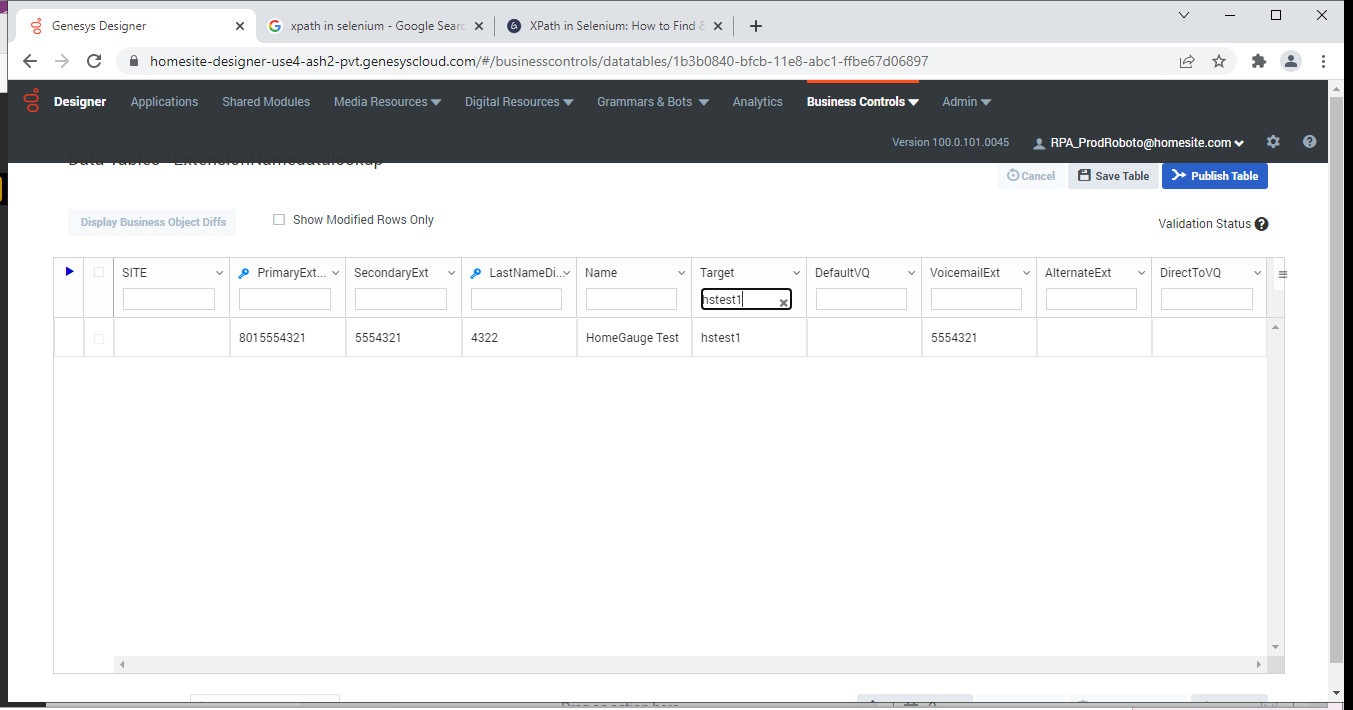 Genesys Designer
xpath in selenium - Google Searc
XPath in Selenium: How to Find &
homesite-designer-use4-ash2-pvt.genesyscloud.com/#/businesscontrols/datatables/1b3b0840-bfcb-11e8-abc1-ffbe67d06897
Designer Applications Shared Modules Media Resources Digital Resources Grammars & Bots Analytics Business Controls Admin
Version 100.0.101.0045 RPA_ProdRoboto@homesite.com
Data Tables - ExtensionNamedatalookup
Cancel Save Table Publish Table
Display Business Object Diffs Show Modified Rows Only Validation Status
SITE PrimaryExt... SecondaryExt LastNameDi... Name Target DefaultVQ VoicemailExt AlternateExt DirectToVQ
hstest1
8015554321 5554321 4322 HomeGauge Test hstest1 5554321